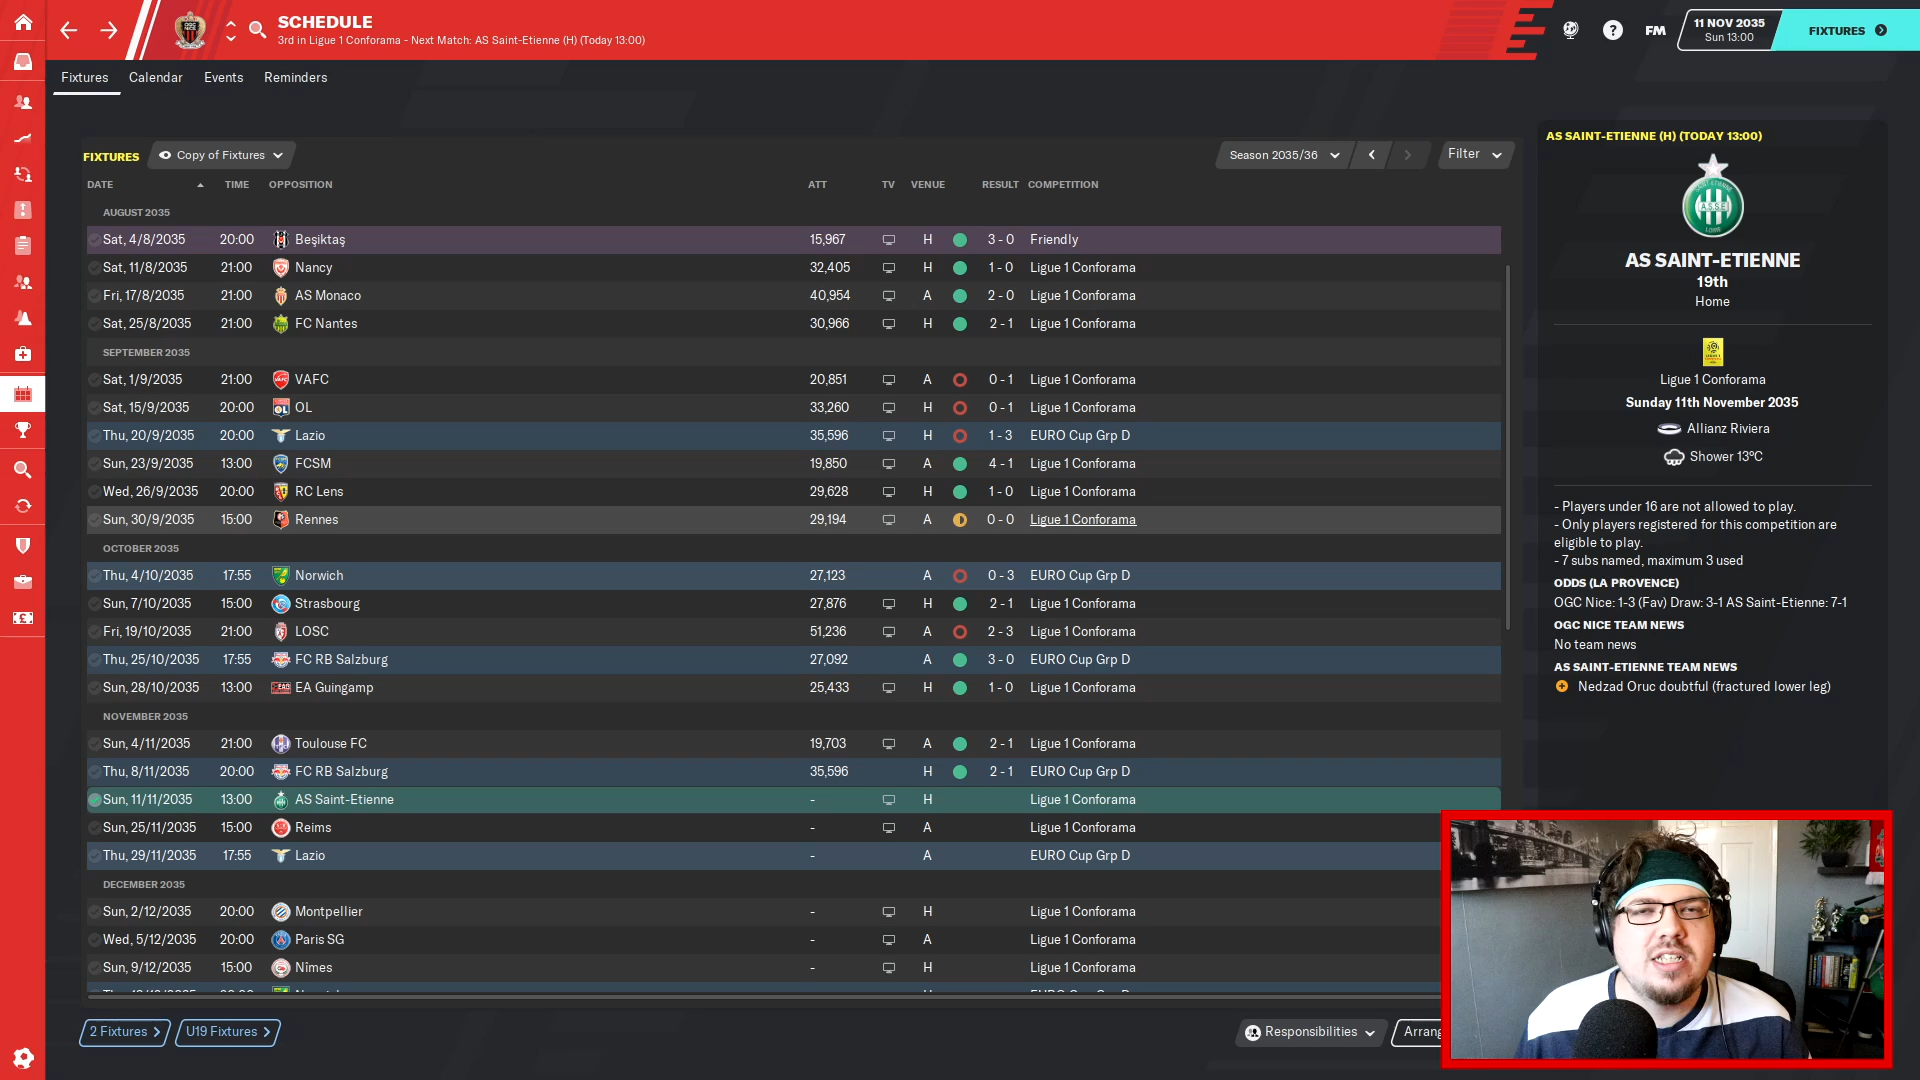 SCHEDULE
3rd in Ligue 1 Conforama - Next Match: AS Saint-Etienne (H) (Today 13:00)
FM
11 NOV 2035
Sun 13:00
FIXTURES
Fixtures Calendar Events Reminders
FIXTURES Copy of Fixtures Season 2035/36 Filter
DATE TIME OPPOSITION ATT TV VENUE RESULT COMPETITION
AUGUST 2035
Sat, 4/8/2035 20:00 Beşiktaş 15,967 H 3 - 0 Friendly
Sat, 11/8/2035 21:00 Nancy 32,405 H 1 - 0 Ligue 1 Conforama
Fri, 17/8/2035 21:00 AS Monaco 40,954 A 2 - 0 Ligue 1 Conforama
Sat, 25/8/2035 21:00 FC Nantes 30,966 H 2 - 1 Ligue 1 Conforama
SEPTEMBER 2035
Sat, 1/9/2035 21:00 VAFC 20,851 A 0 - 1 Ligue 1 Conforama
Sat, 15/9/2035 20:00 OL 33,260 H 0 - 1 Ligue 1 Conforama
Thu, 20/9/2035 20:00 Lazio 35,596 H 1 - 3 EURO Cup Grp D
Sun, 23/9/2035 13:00 FCSM 19,850 A 4 - 1 Ligue 1 Conforama
Wed, 26/9/2035 20:00 RC Lens 29,628 H 1 - 0 Ligue 1 Conforama
Sun, 30/9/2035 15:00 Rennes 29,194 A 0 - 0 Ligue 1 Conforama
OCTOBER 2035
Thu, 4/10/2035 17:55 Norwich 27,123 A 0 - 3 EURO Cup Grp D
Sun, 7/10/2035 15:00 Strasbourg 27,876 H 2 - 1 Ligue 1 Conforama
Fri, 19/10/2035 21:00 LOSC 51,236 A 2 - 3 Ligue 1 Conforama
Thu, 25/10/2035 17:55 FC RB Salzburg 27,092 A 3 - 0 EURO Cup Grp D
Sun, 28/10/2035 13:00 EA Guingamp 25,433 H 1 - 0 Ligue 1 Conforama
NOVEMBER 2035
Sun, 4/11/2035 21:00 Toulouse FC 19,703 A 2 - 1 Ligue 1 Conforama
Thu, 8/11/2035 20:00 FC RB Salzburg 35,596 H 2 - 1 EURO Cup Grp D
Sun, 11/11/2035 13:00 AS Saint-Etienne - H Ligue 1 Conforama
Sun, 25/11/2035 15:00 Reims - A Ligue 1 Conforama
Thu, 29/11/2035 17:55 Lazio - A EURO Cup Grp D
DECEMBER 2035
Sun, 2/12/2035 20:00 Montpellier - H Ligue 1 Conforama
Wed, 5/12/2035 20:00 Paris SG - A Ligue 1 Conforama
Sun, 9/12/2035 15:00 Nîmes - H Ligue 1 Conforama
2 Fixtures U19 Fixtures Responsibilities Arrang
AS SAINT-ETIENNE (H) (TODAY 13:00)
AS SAINT-ETIENNE
19th
Home
Ligue 1 Conforama
Sunday 11th November 2035
Allianz Riviera
Shower 13ºC
- Players under 16 are not allowed to play.
- Only players registered for this competition are
eligible to play.
- 7 subs named, maximum 3 used
ODDS (LA PROVENCE)
OGC Nice: 1-3 (Fav) Draw: 3-1 AS Saint-Etienne: 7-1
OGC NICE TEAM NEWS
No team news
AS SAINT-ETIENNE TEAM NEWS
Nedzad Oruc doubtful (fractured lower leg)